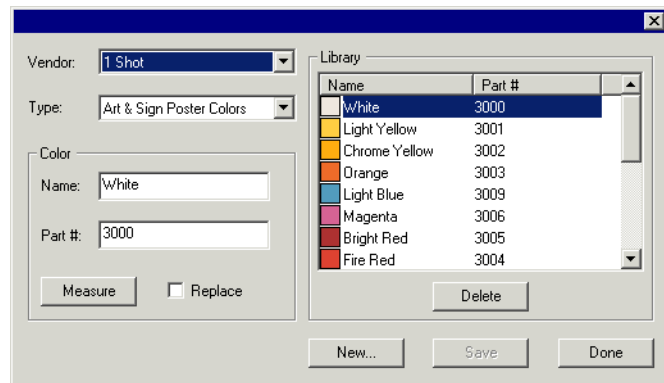 Vendor: 1 Shot
Type: Art & Sign Poster Colors
Color
Name: White
Part #: 3000
Measure Replace
Library
Name Part #
White 3000
Light Yellow 3001
Chrome Yellow 3002
Orange 3003
Light Blue 3009
Magenta 3006
Bright Red 3005
Fire Red 3004
Delete
New... Save Done